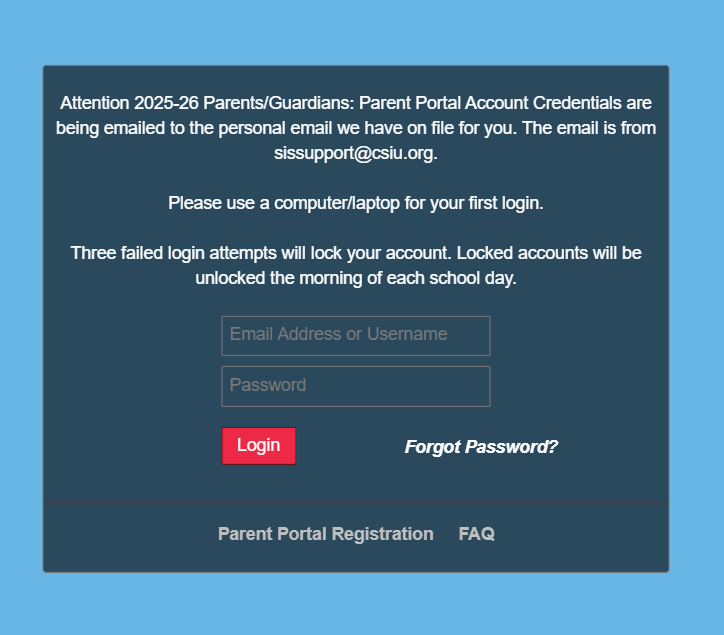 Attention 2025-26 Parents/Guardians: Parent Portal Account Credentials are
being emailed to the personal email we have on file for you. The email is from
sissupport@csiu.org.
Please use a computer/laptop for your first login.
Three failed login attempts will lock your account. Locked accounts will be
unlocked the morning of each school day.
Email Address or Username
Password
Login Forgot Password?
Parent Portal Registration FAQ